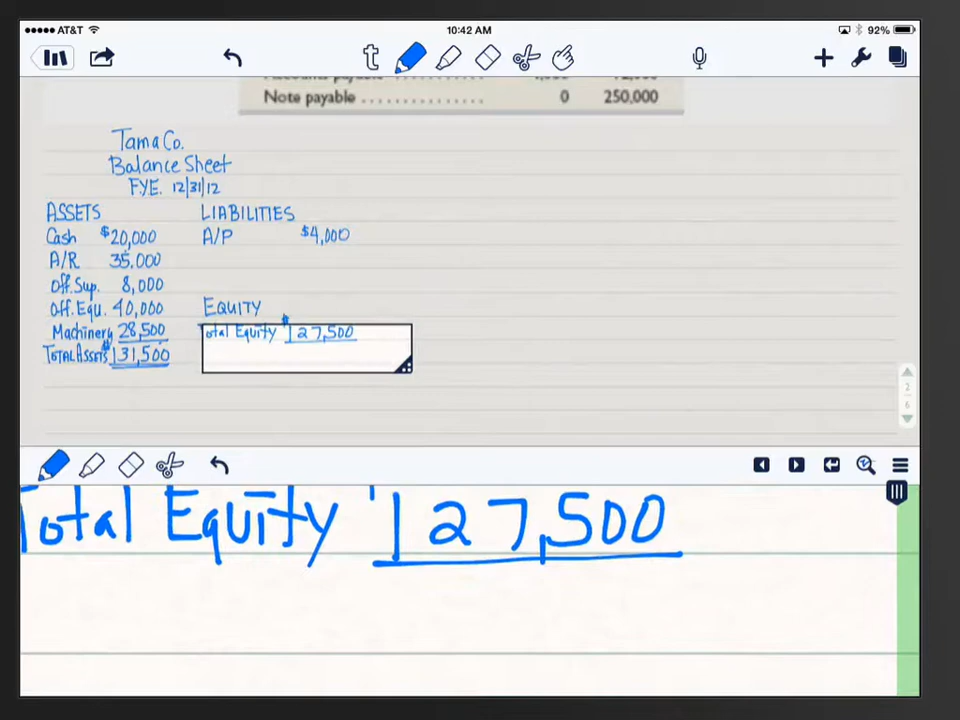 AT&T 10:42 AM 92%
Note payable .................. 0 250,000
Tama Co.
Balance Sheet
F.Y.E. 12/31/12
ASSETS LIABILITIES
Cash $20,000 A/P $4,000
A/R 35.000
Off. Sup. 8,000
Off. Equ. 40,000 EQUITY
Machinery 28,500 Total Equity $127,500
TOTAL ASSETS $131,500
2
6
Total Equity 127,500